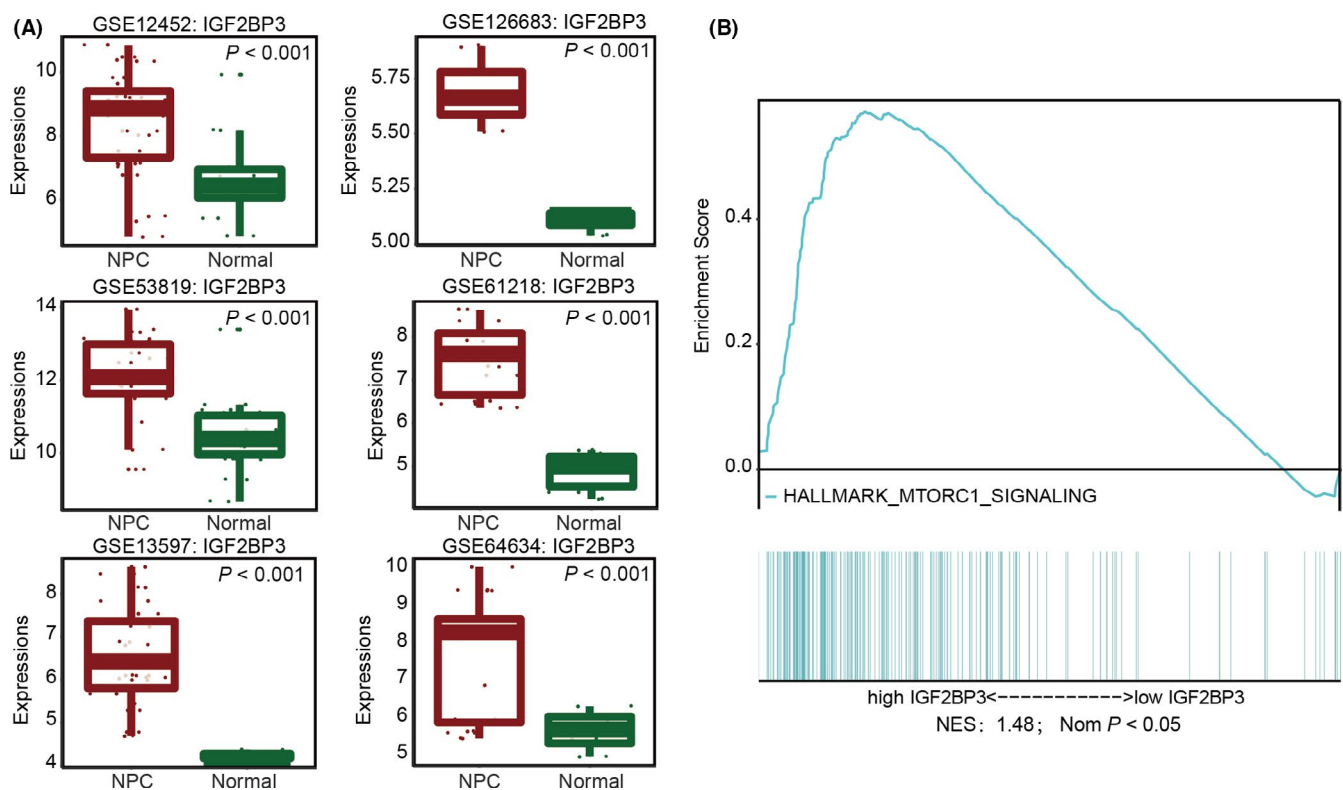 (A)
GSE12452: IGF2BP3
P < 0.001
Expressions
10
8
6
NPC Normal
GSE126683: IGF2BP3
P < 0.001
Expressions
5.75
5.50
5.25
5.00
NPC Normal
GSE53819: IGF2BP3
P < 0.001
Expressions
14
12
10
NPC Normal
GSE61218: IGF2BP3
P < 0.001
Expressions
8
7
6
5
NPC Normal
GSE13597: IGF2BP3
P < 0.001
Expressions
8
7
6
5
4
NPC Normal
GSE64634: IGF2BP3
P < 0.001
Expressions
10
9
8
7
6
5
NPC Normal
(B)
Enrichment Score
0.4
0.2
0.0
HALLMARK_MTORC1_SIGNALING
high IGF2BP3<------------>low IGF2BP3
NES: 1.48; Nom P < 0.05